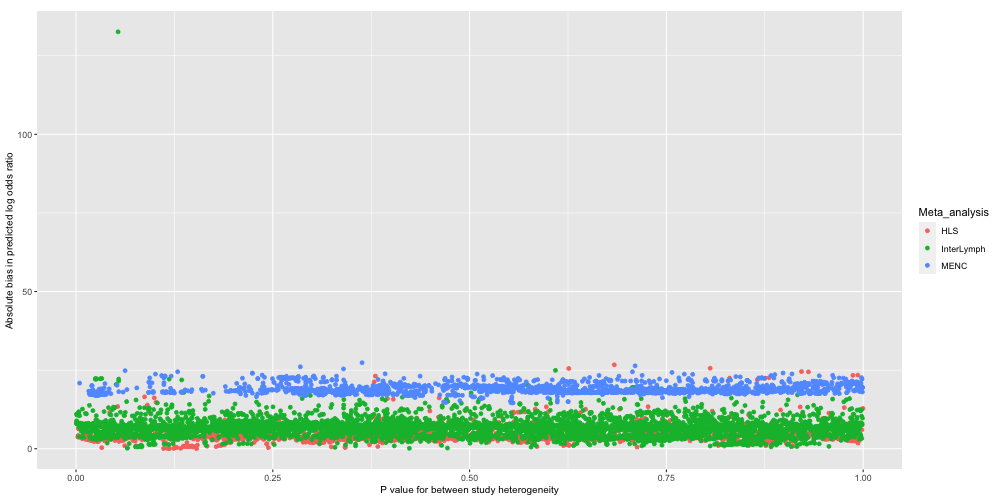 Absolute bias in predicted log odds ratio
100
50
0
0.00
0.25
0.50
0.75
1.00
P value for between study heterogeneity
Meta_analysis
HLS
InterLymph
MENC